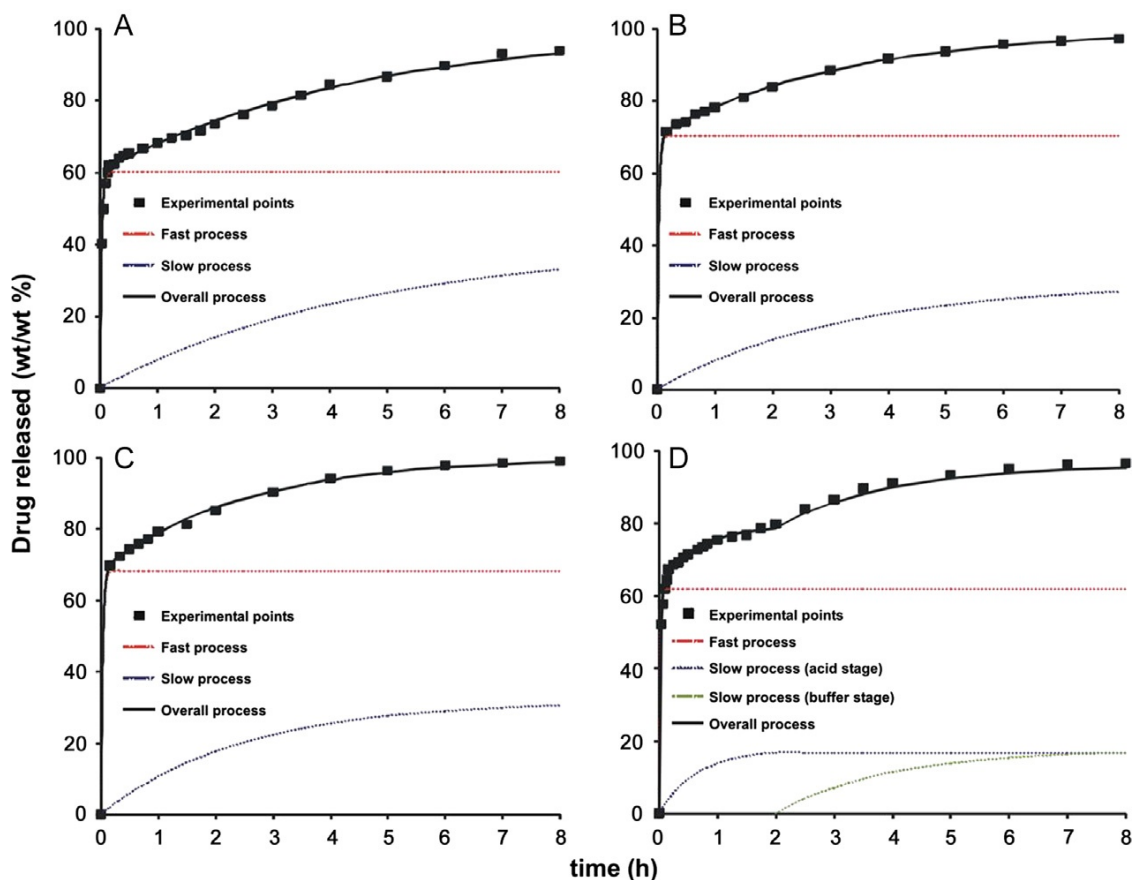 Drug released (wt/wt %)
A
100
80
60
40
20
0
Experimental points
Fast process
Slow process
Overall process
0 1 2 3 4 5 6 7 8
B
100
80
60
40
20
0
Experimental points
Fast process
Slow process
Overall process
0 1 2 3 4 5 6 7 8
C
100
80
60
40
20
0
Experimental points
Fast process
Slow process
Overall process
0 1 2 3 4 5 6 7 8
D
100
80
60
40
20
0
Experimental points
Fast process
Slow process (acid stage)
Slow process (buffer stage)
Overall process
0 1 2 3 4 5 6 7 8
time (h)